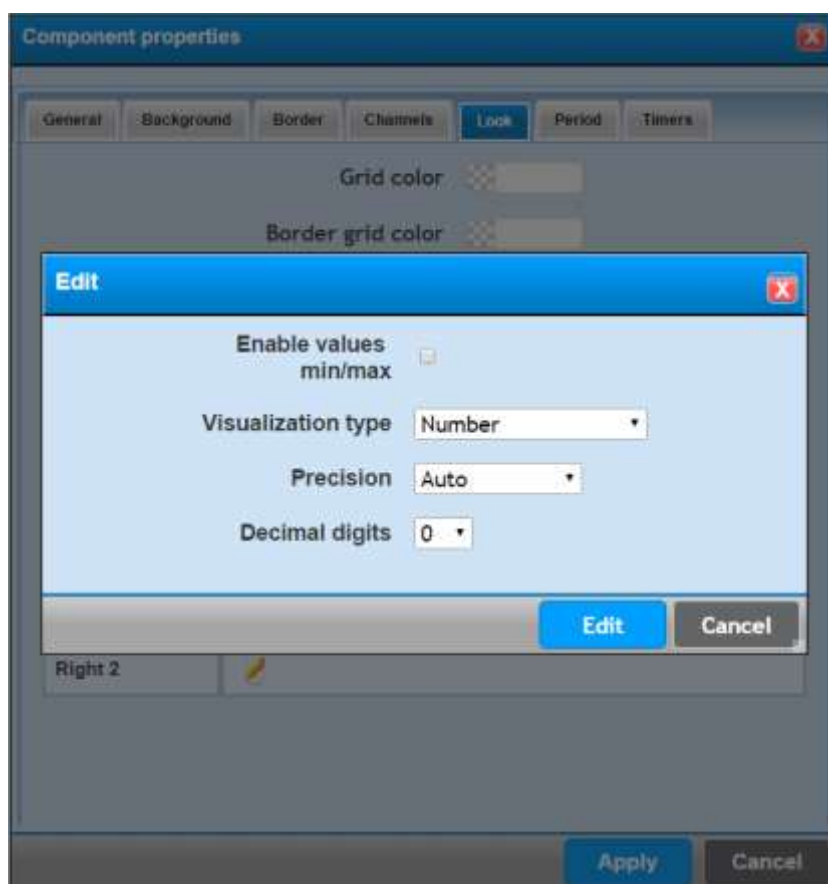 Component properties
X
General Background Border Channels Look Period Timers
Grid color
Border grid color
Edit
X
Enable values
min/max
Visualization type Number
Precision Auto
Decimal digits 0
Edit Cancel
Right 2
Apply Cancel